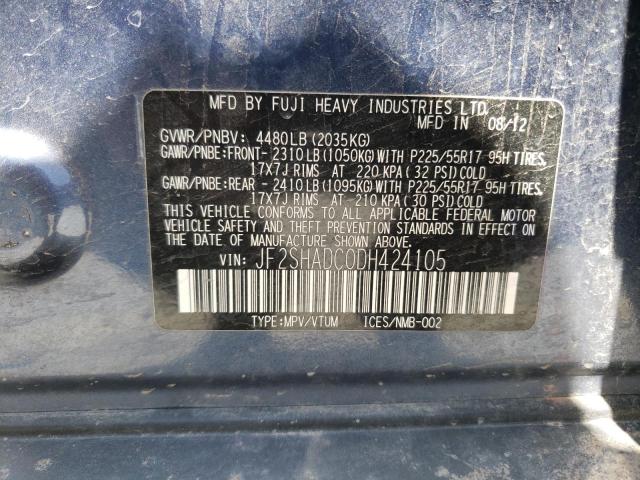 MFD BY FUJI HEAVY INDUSTRIES LTD.
MADE IN 08/12
GVWR/PNBV: 4480LB(2035KG)
GAWR/PNBE:FRONT- 2310LB(1050KG)WITH P225/55R17 95H TIRES,
17X7J RIMS AT 220 KPA( 32 PSI)COLD
GAWR/PNBE:REAR - 2410LB(1095KG)WITH P225/55R17 95H TIRES,
17X7J RIMS AT 210 KPA( 30 PSI)COLD
THIS VEHICLE CONFORMS TO ALL APPLICABLE FEDERAL MOTOR
VEHICLE SAFETY AND THEFT PREVENTION STANDARDS IN EFFECT
ON THE DATE OF MANUFACTURE SHOWN ABOVE.
VIN: JF2SHADC0DH424105
TYPE:MPV/VTUM ICES/NMB-002